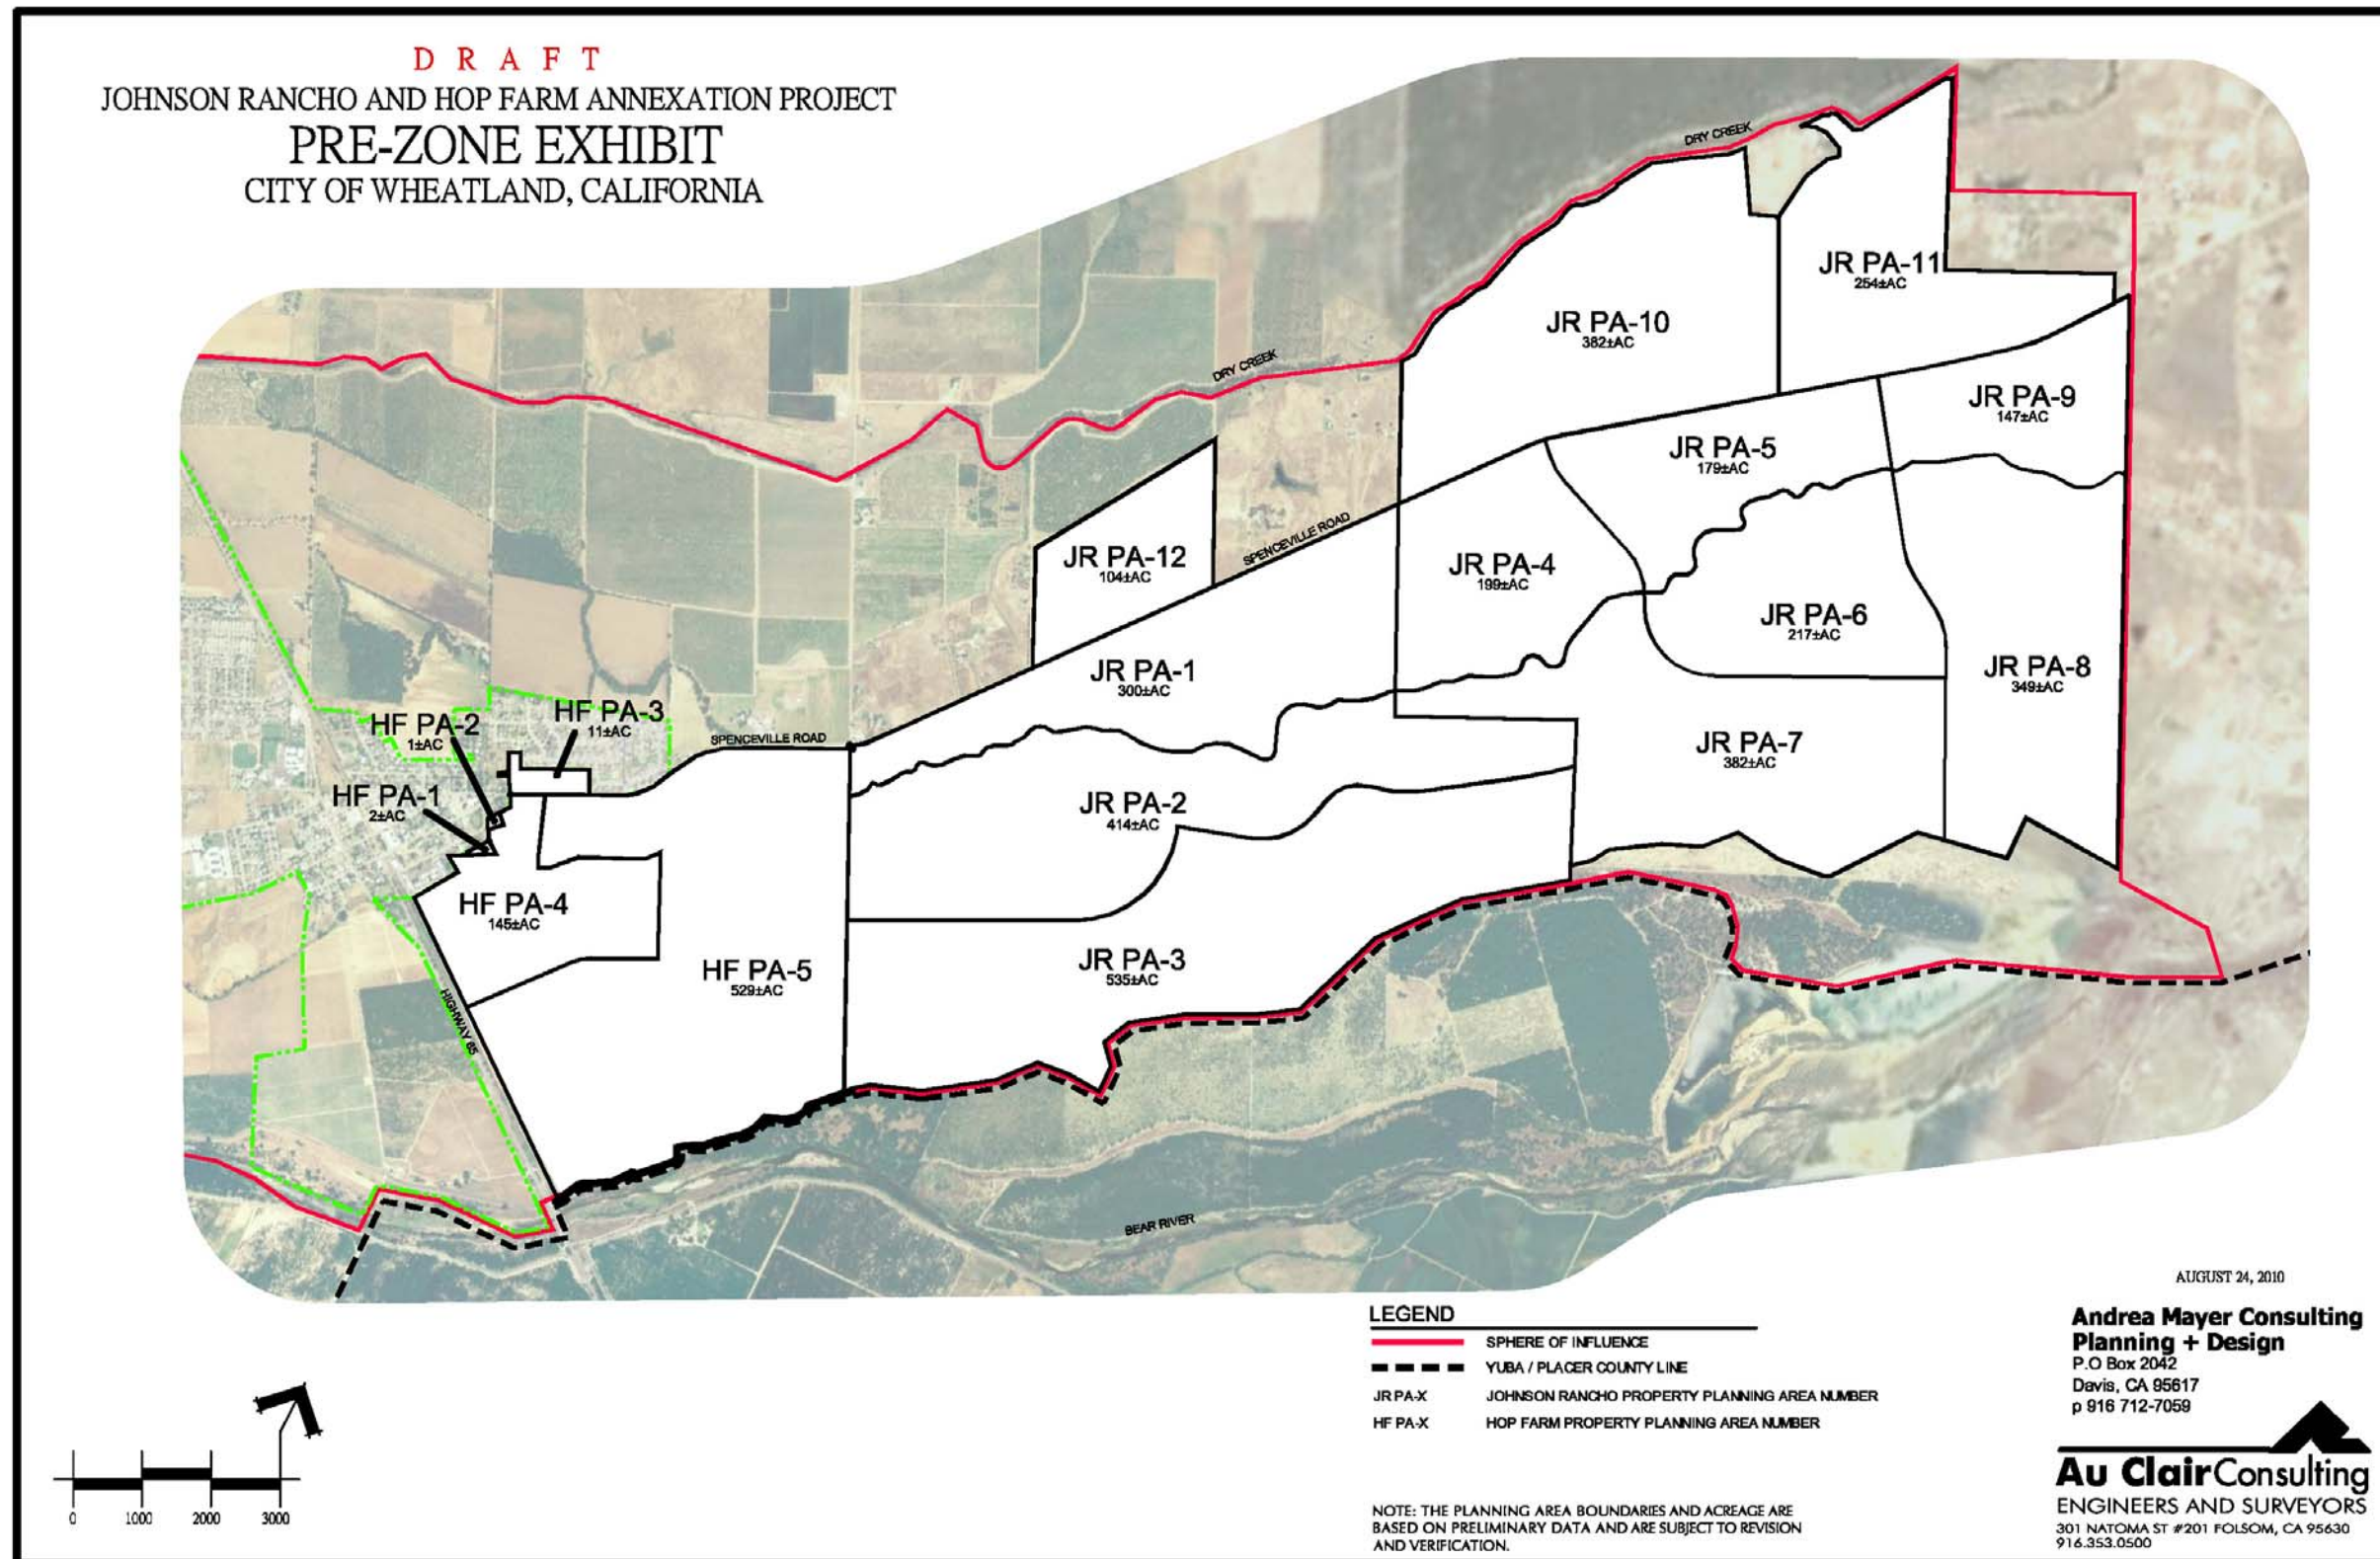 D R A F T
JOHNSON RANCHO AND HOP FARM ANNEXATION PROJECT
PRE-ZONE EXHIBIT
CITY OF WHEATLAND, CALIFORNIA
DRY CREEK
JR PA-11
254±AC
JR PA-10
382±AC
DRY CREEK
JR PA-9
147±AC
JR PA-5
179±AC
SPENCEVILLE ROAD
JR PA-12
104±AC
JR PA-4
199±AC
JR PA-6
217±AC
JR PA-1
300±AC
JR PA-8
349±AC
HF PA-2
1±AC
HF PA-3
11±AC
SPENCEVILLE ROAD
JR PA-7
382±AC
HF PA-1
2±AC
JR PA-2
414±AC
HF PA-4
145±AC
HF PA-5
529±AC
JR PA-3
535±AC
HIGHWAY 65
BEAR RIVER
AUGUST 24, 2010
LEGEND
SPHERE OF INFLUENCE
YUBA / PLACER COUNTY LINE
JR PA-X JOHNSON RANCHO PROPERTY PLANNING AREA NUMBER
HF PA-X HOP FARM PROPERTY PLANNING AREA NUMBER
NOTE: THE PLANNING AREA BOUNDARIES AND ACREAGE ARE
BASED ON PRELIMINARY DATA AND ARE SUBJECT TO REVISION
AND VERIFICATION.
Andrea Mayer Consulting
Planning + Design
P.O Box 2042
Davis, CA 95617
p 916 712-7059
Au Clair Consulting
ENGINEERS AND SURVEYORS
301 NATOMA ST #201 FOLSOM, CA 95630
916.353.0500
0 1000 2000 3000